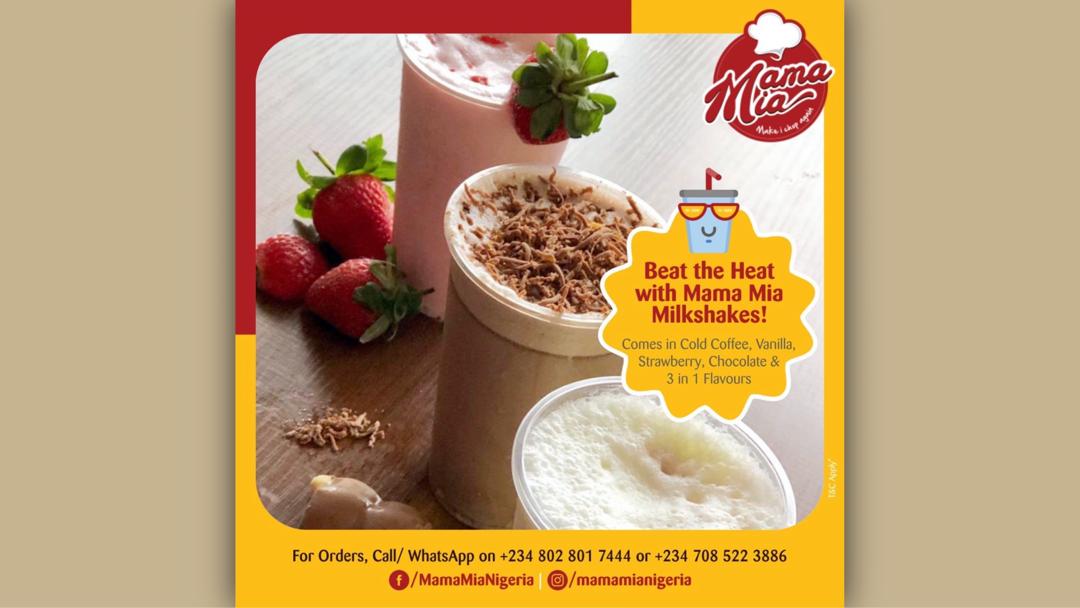 Mama
Mia
Make i chop again
Beat the Heat
with Mama Mia
Milkshakes!
Comes in Cold Coffee, Vanilla,
Strawberry, Chocolate &
3 in 1 Flavours
T&C Apply*
For Orders, Call/ WhatsApp on +234 802 801 7444 or +234 708 522 3886
/MamaMiaNigeria | /mamamianigeria